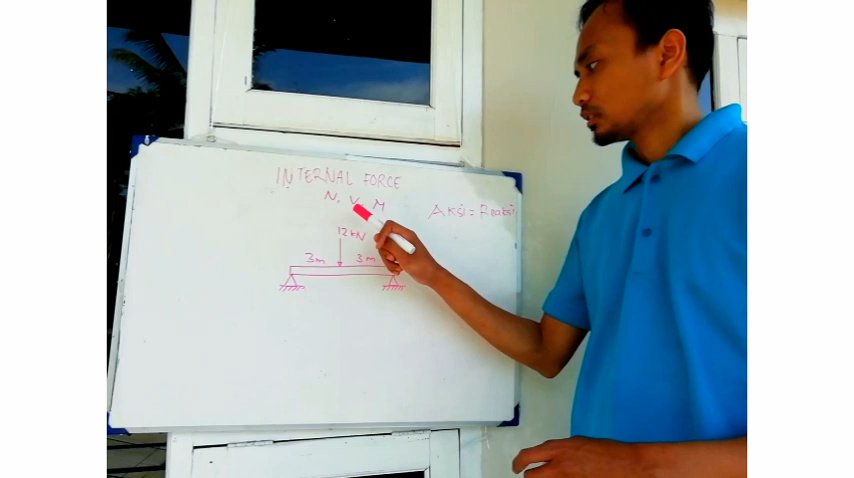 INTERNAL FORCE
N, V, M
Aksi = Reaksi
12 kN
3m 3m